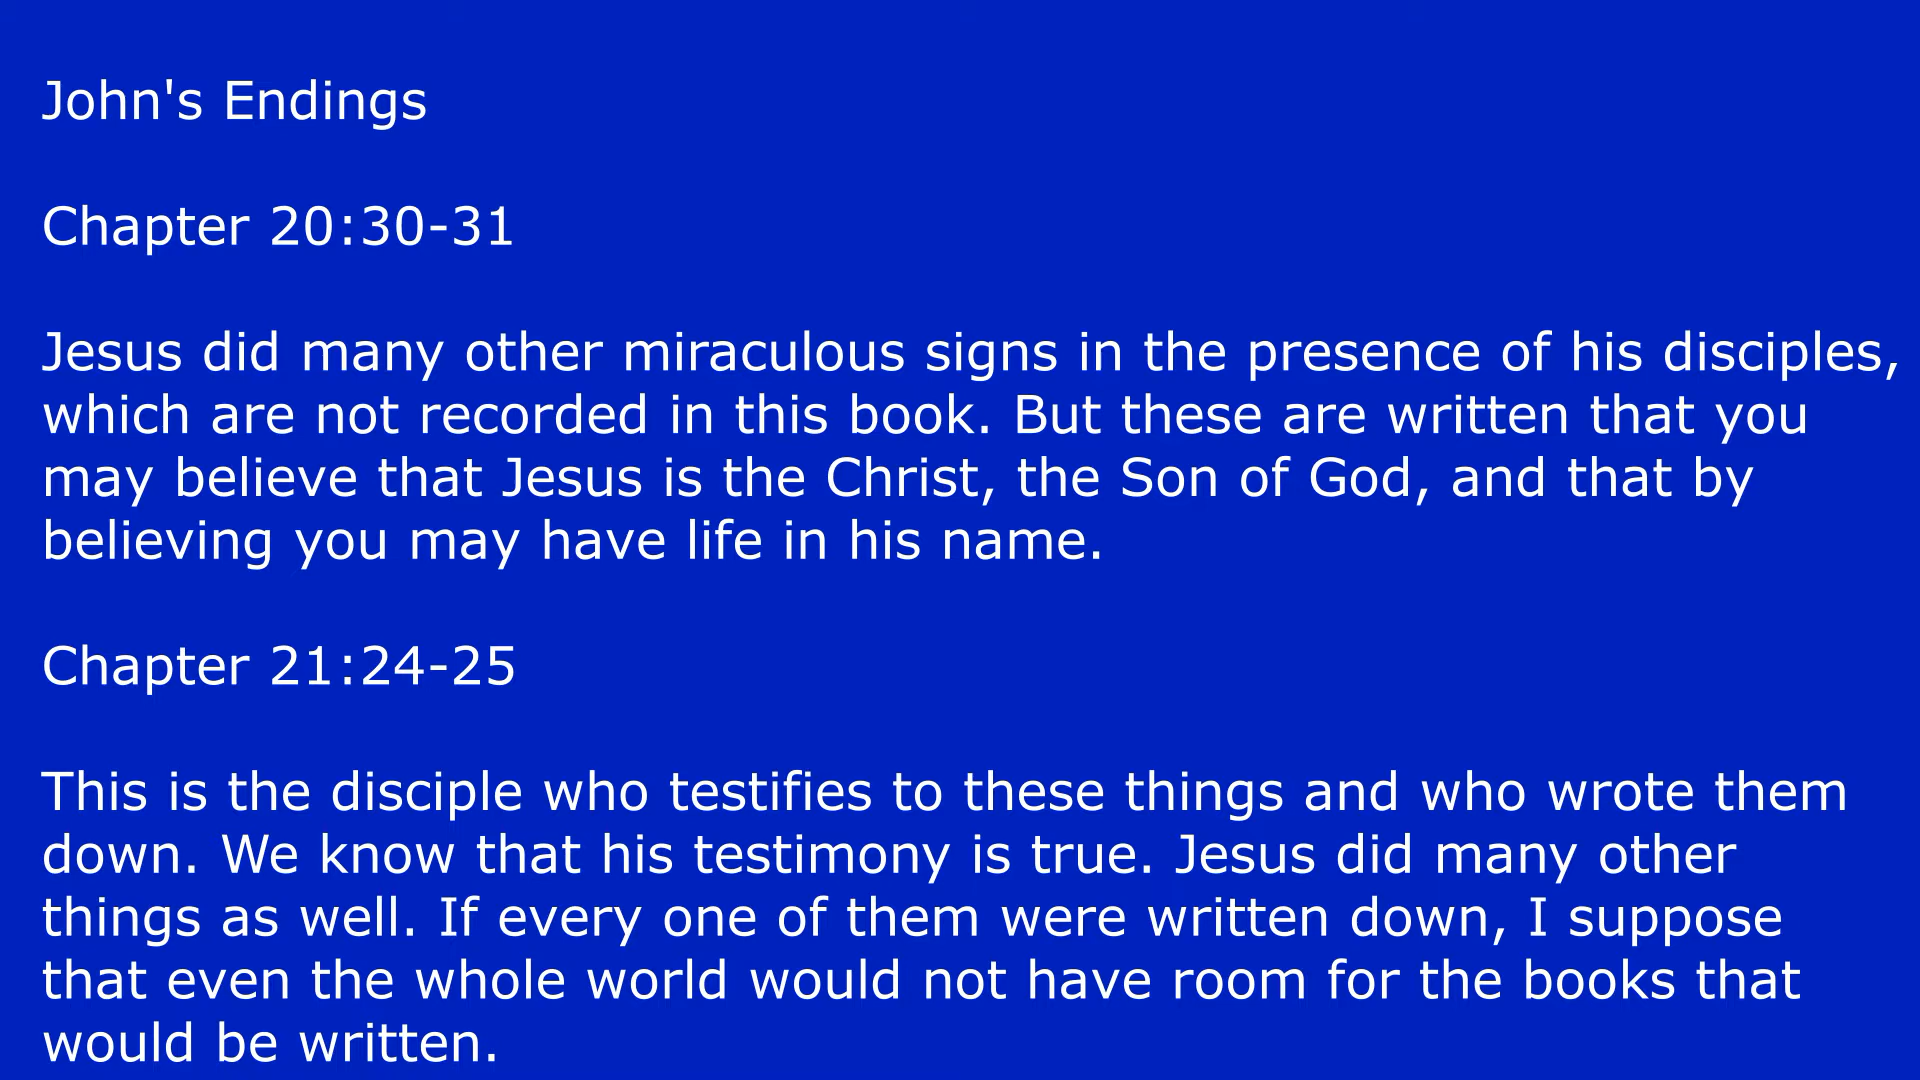 John's Endings
Chapter 20:30-31
Jesus did many other miraculous signs in the presence of his disciples,
which are not recorded in this book. But these are written that you
may believe that Jesus is the Christ, the Son of God, and that by
believing you may have life in his name.
Chapter 21:24-25
This is the disciple who testifies to these things and who wrote them
down. We know that his testimony is true. Jesus did many other
things as well. If every one of them were written down, I suppose
that even the whole world would not have room for the books that
would be written.